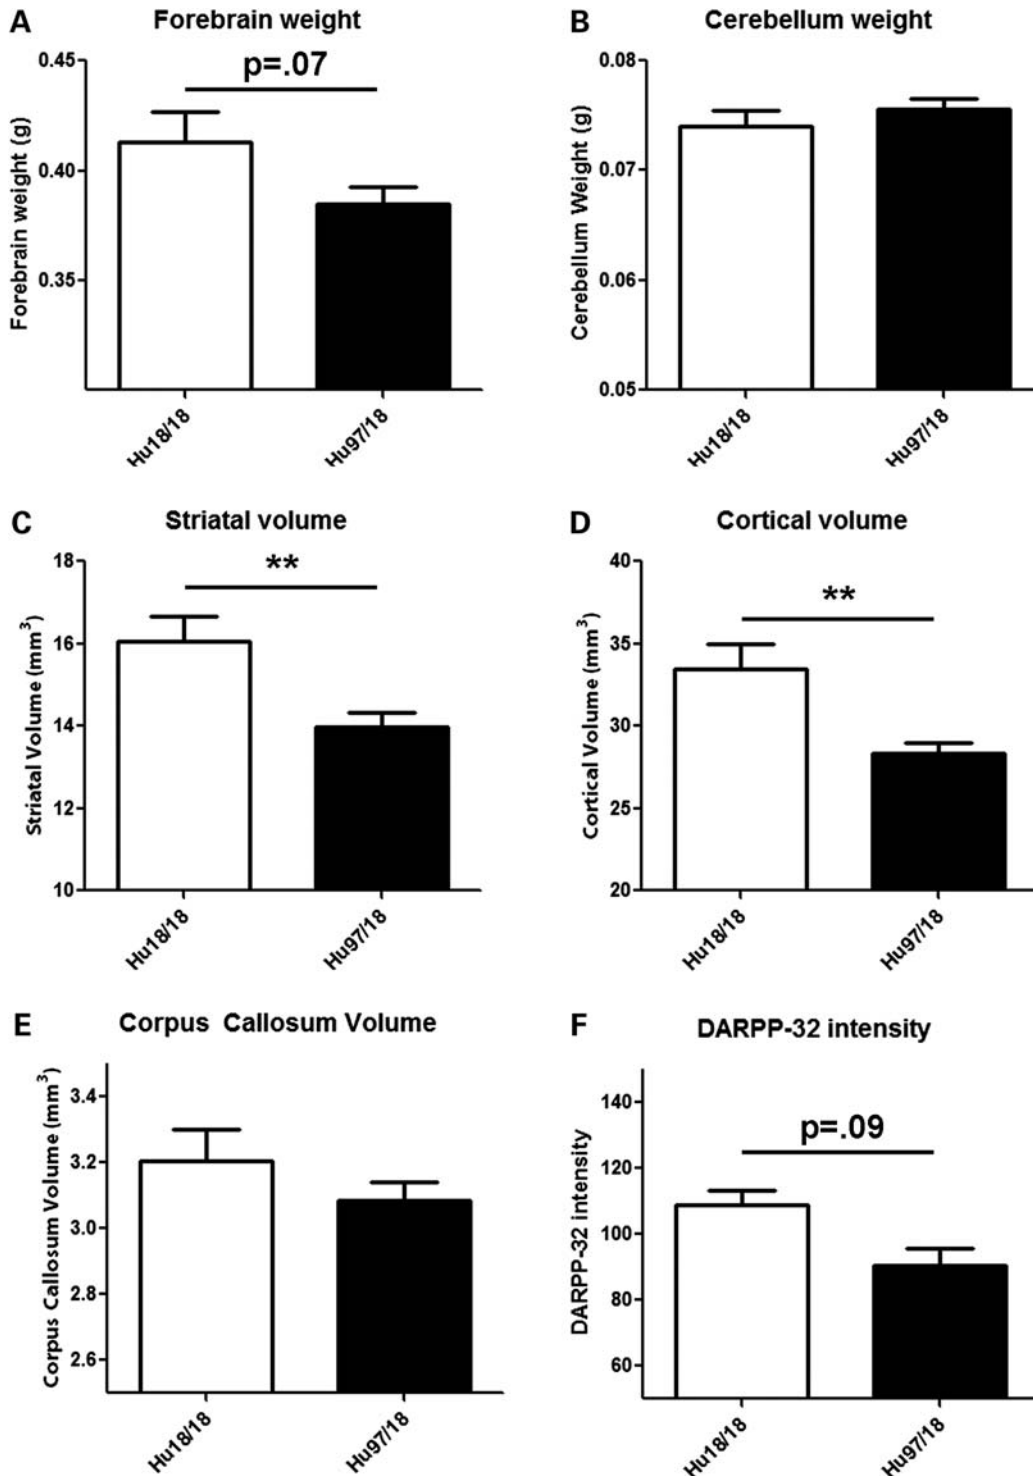 A Forebrain weight
p=.07
Forebrain weight (g)
0.45
0.40
0.35
Hu18/18
Hu97/18
B Cerebellum weight
Cerebellum Weight (g)
0.08
0.07
0.06
0.05
Hu18/18
Hu97/18
C Striatal volume
**
Striatal Volume (mm³)
18
16
14
12
10
Hu18/18
Hu97/18
D Cortical volume
**
Cortical Volume (mm³)
40
35
30
25
20
Hu18/18
Hu97/18
E Corpus Callosum Volume
Corpus Callosum Volume (mm³)
3.4
3.2
3.0
2.8
2.6
Hu18/18
Hu97/18
F DARPP-32 intensity
p=.09
DARPP-32 intensity
140
120
100
80
60
Hu18/18
Hu97/18